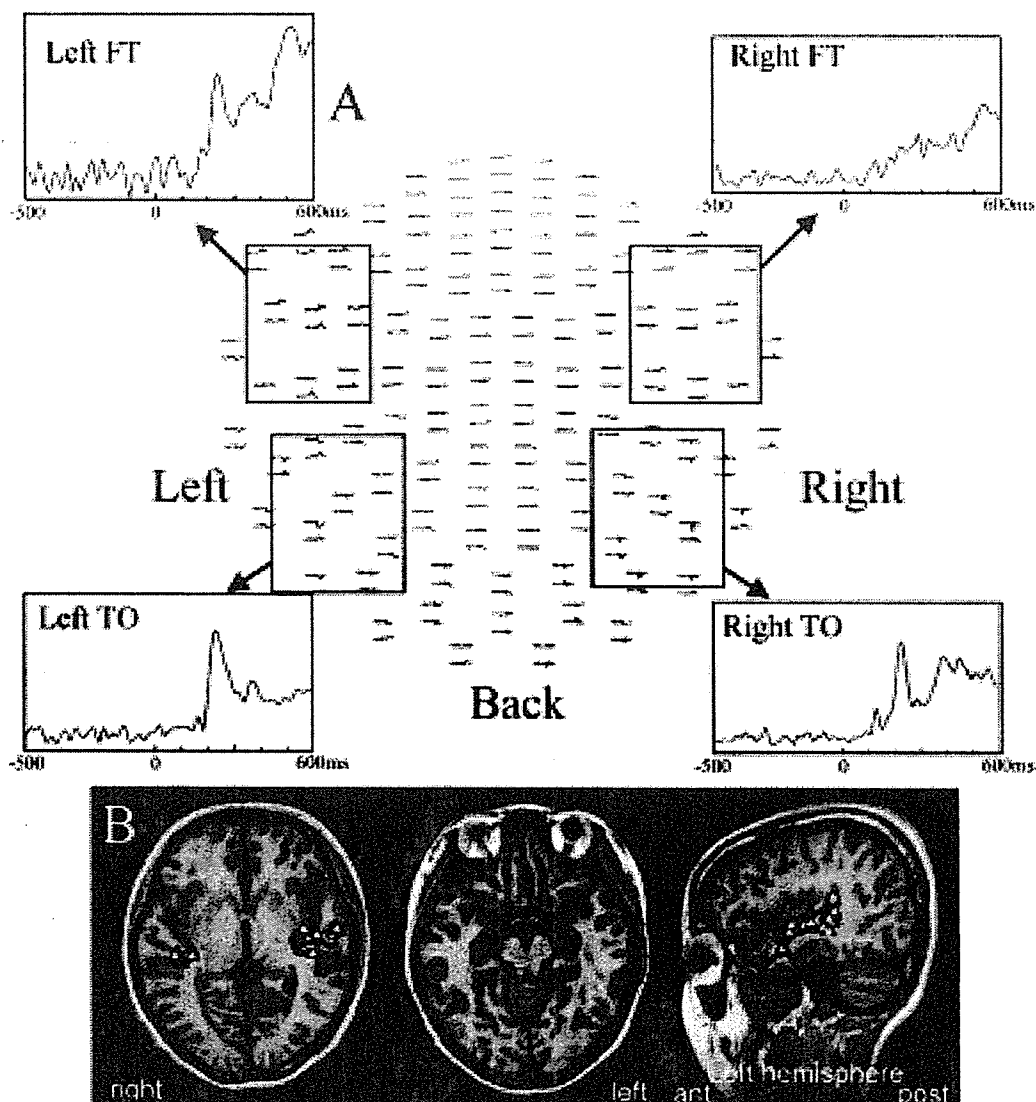 Left FT
A
Right FT
-500 0 600ms
-500 0 600ms
Left
Right
Left TO
Right TO
Back
-500 0 600ms
-500 0 600ms
B
right
left
ant
Left hemisphere
post